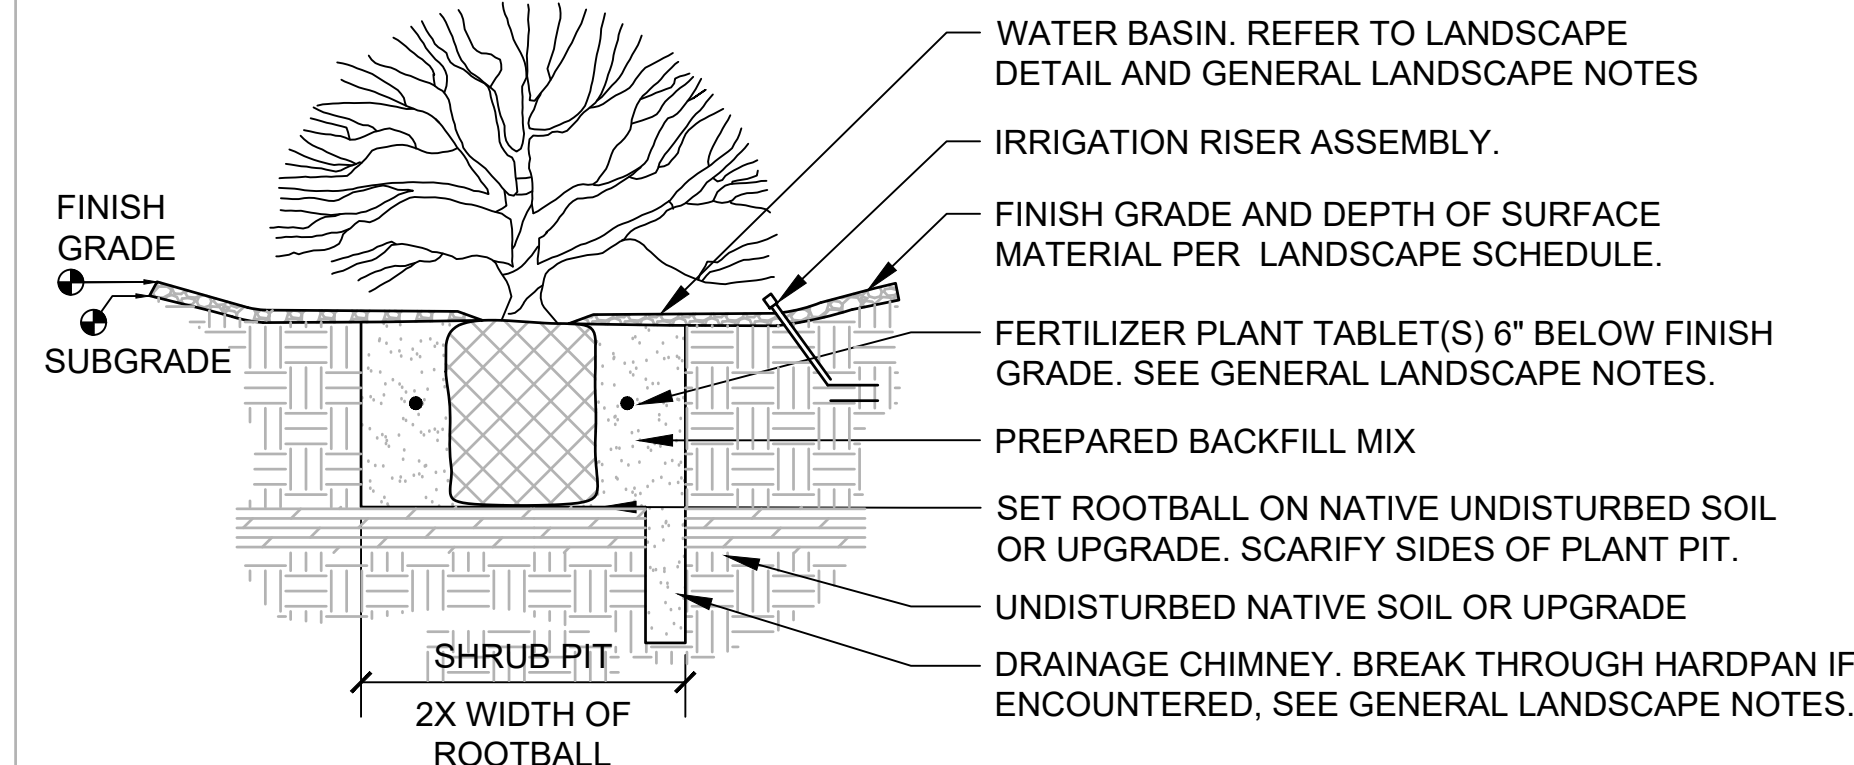 WATER BASIN. REFER TO LANDSCAPE
DETAIL AND GENERAL LANDSCAPE NOTES
IRRIGATION RISER ASSEMBLY.
FINISH GRADE AND DEPTH OF SURFACE
MATERIAL PER LANDSCAPE SCHEDULE.
FINISH
GRADE
SUBGRADE
FERTILIZER PLANT TABLET(S) 6" BELOW FINISH
GRADE. SEE GENERAL LANDSCAPE NOTES.
PREPARED BACKFILL MIX
SET ROOTBALL ON NATIVE UNDISTURBED SOIL
OR UPGRADE. SCARIFY SIDES OF PLANT PIT.
UNDISTURBED NATIVE SOIL OR UPGRADE
DRAINAGE CHIMNEY. BREAK THROUGH HARDPAN IF
ENCOUNTERED, SEE GENERAL LANDSCAPE NOTES.
SHRUB PIT
2X WIDTH OF
ROOTBALL